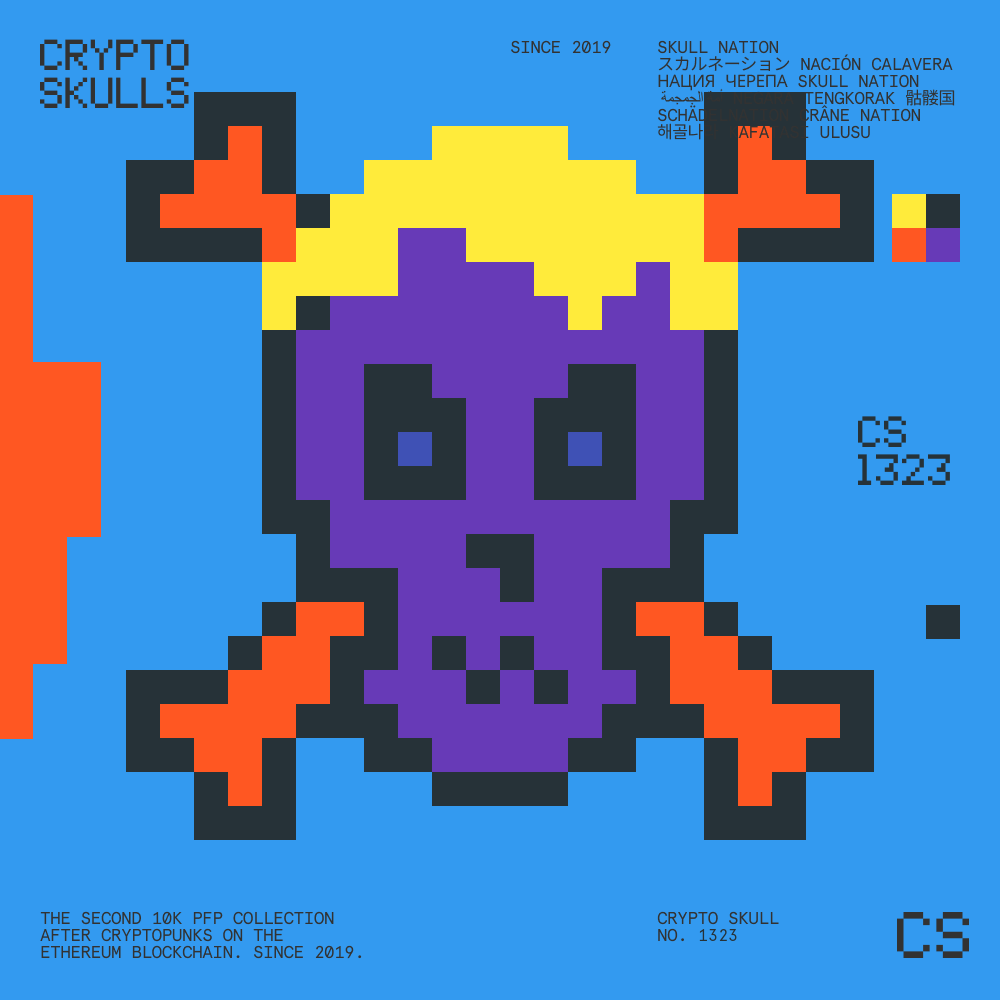 CRYPTO
SKULLS
SINCE 2019
SKULL NATION
スカルネーション NACIÓN CALAVERA
НАЦИЯ ЧЕРЕПА SKULL NATION
TENGKORAK 骷髅国
CRÂNE NATION
ULUSU
CS
1323
THE SECOND 10K PFP COLLECTION
AFTER CRYPTOPUNKS ON THE
ETHEREUM BLOCKCHAIN. SINCE 2019.
CRYPTO SKULL
NO. 1323
CS